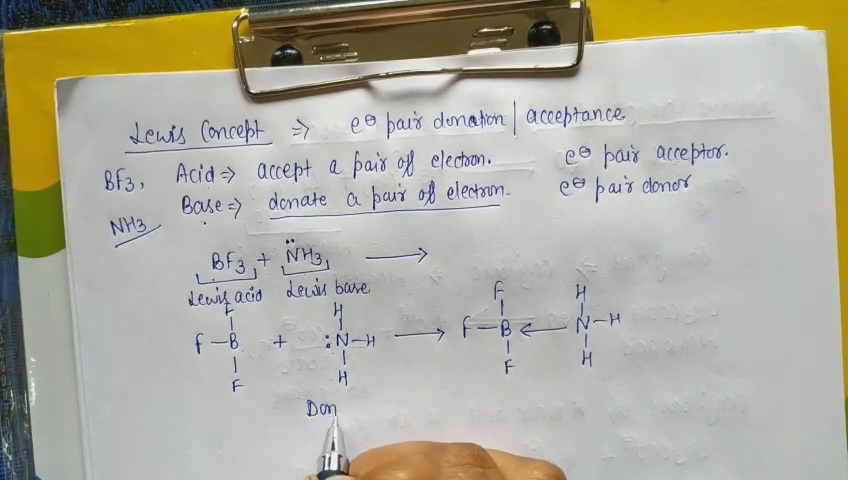 Lewis Concept ⇒ e⊖ pair donation | acceptance
BF3, Acid ⇒ accept a pair of electron. e⊖ pair acceptor.
NH3 Base ⇒ donate a pair of electron. e⊖ pair donor
BF3 + N̈H3 ⟶
Lewis acid Lewis base
F H F H
F—B + :N—H ⟶ F—B ⟵ N—H
F H F H
Don